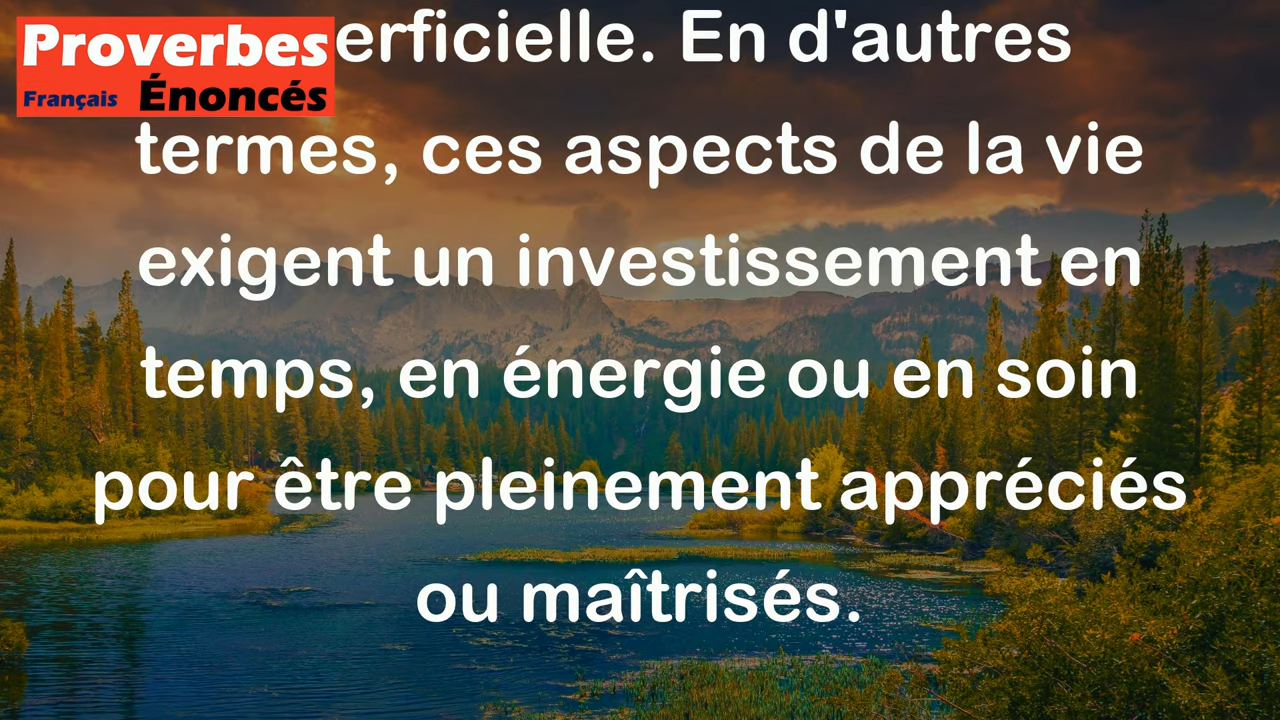 Proverbes
Français Énoncés
erficielle. En d'autres
termes, ces aspects de la vie
exigent un investissement en
temps, en énergie ou en soin
pour être pleinement appréciés
ou maîtrisés.